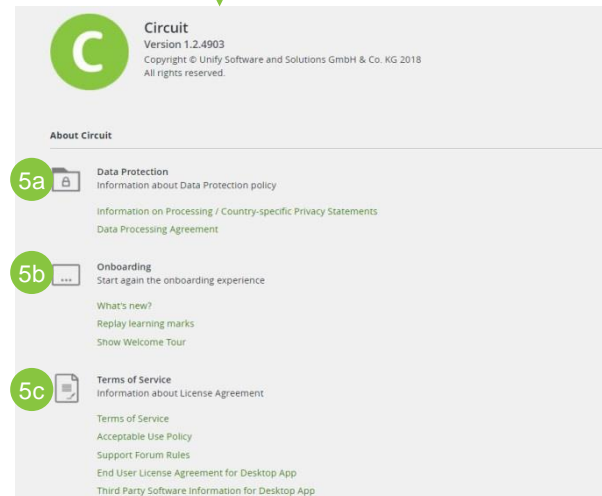 C
Circuit
Version 1.2.4903
Copyright © Unify Software and Solutions GmbH & Co. KG 2018
All rights reserved.
About Circuit
5a
Data Protection
Information about Data Protection policy
Information on Processing / Country-specific Privacy Statements
Data Processing Agreement
5b
Onboarding
Start again the onboarding experience
What's new?
Replay learning marks
Show Welcome Tour
5c
Terms of Service
Information about License Agreement
Terms of Service
Acceptable Use Policy
Support Forum Rules
End User License Agreement for Desktop App
Third Party Software Information for Desktop App